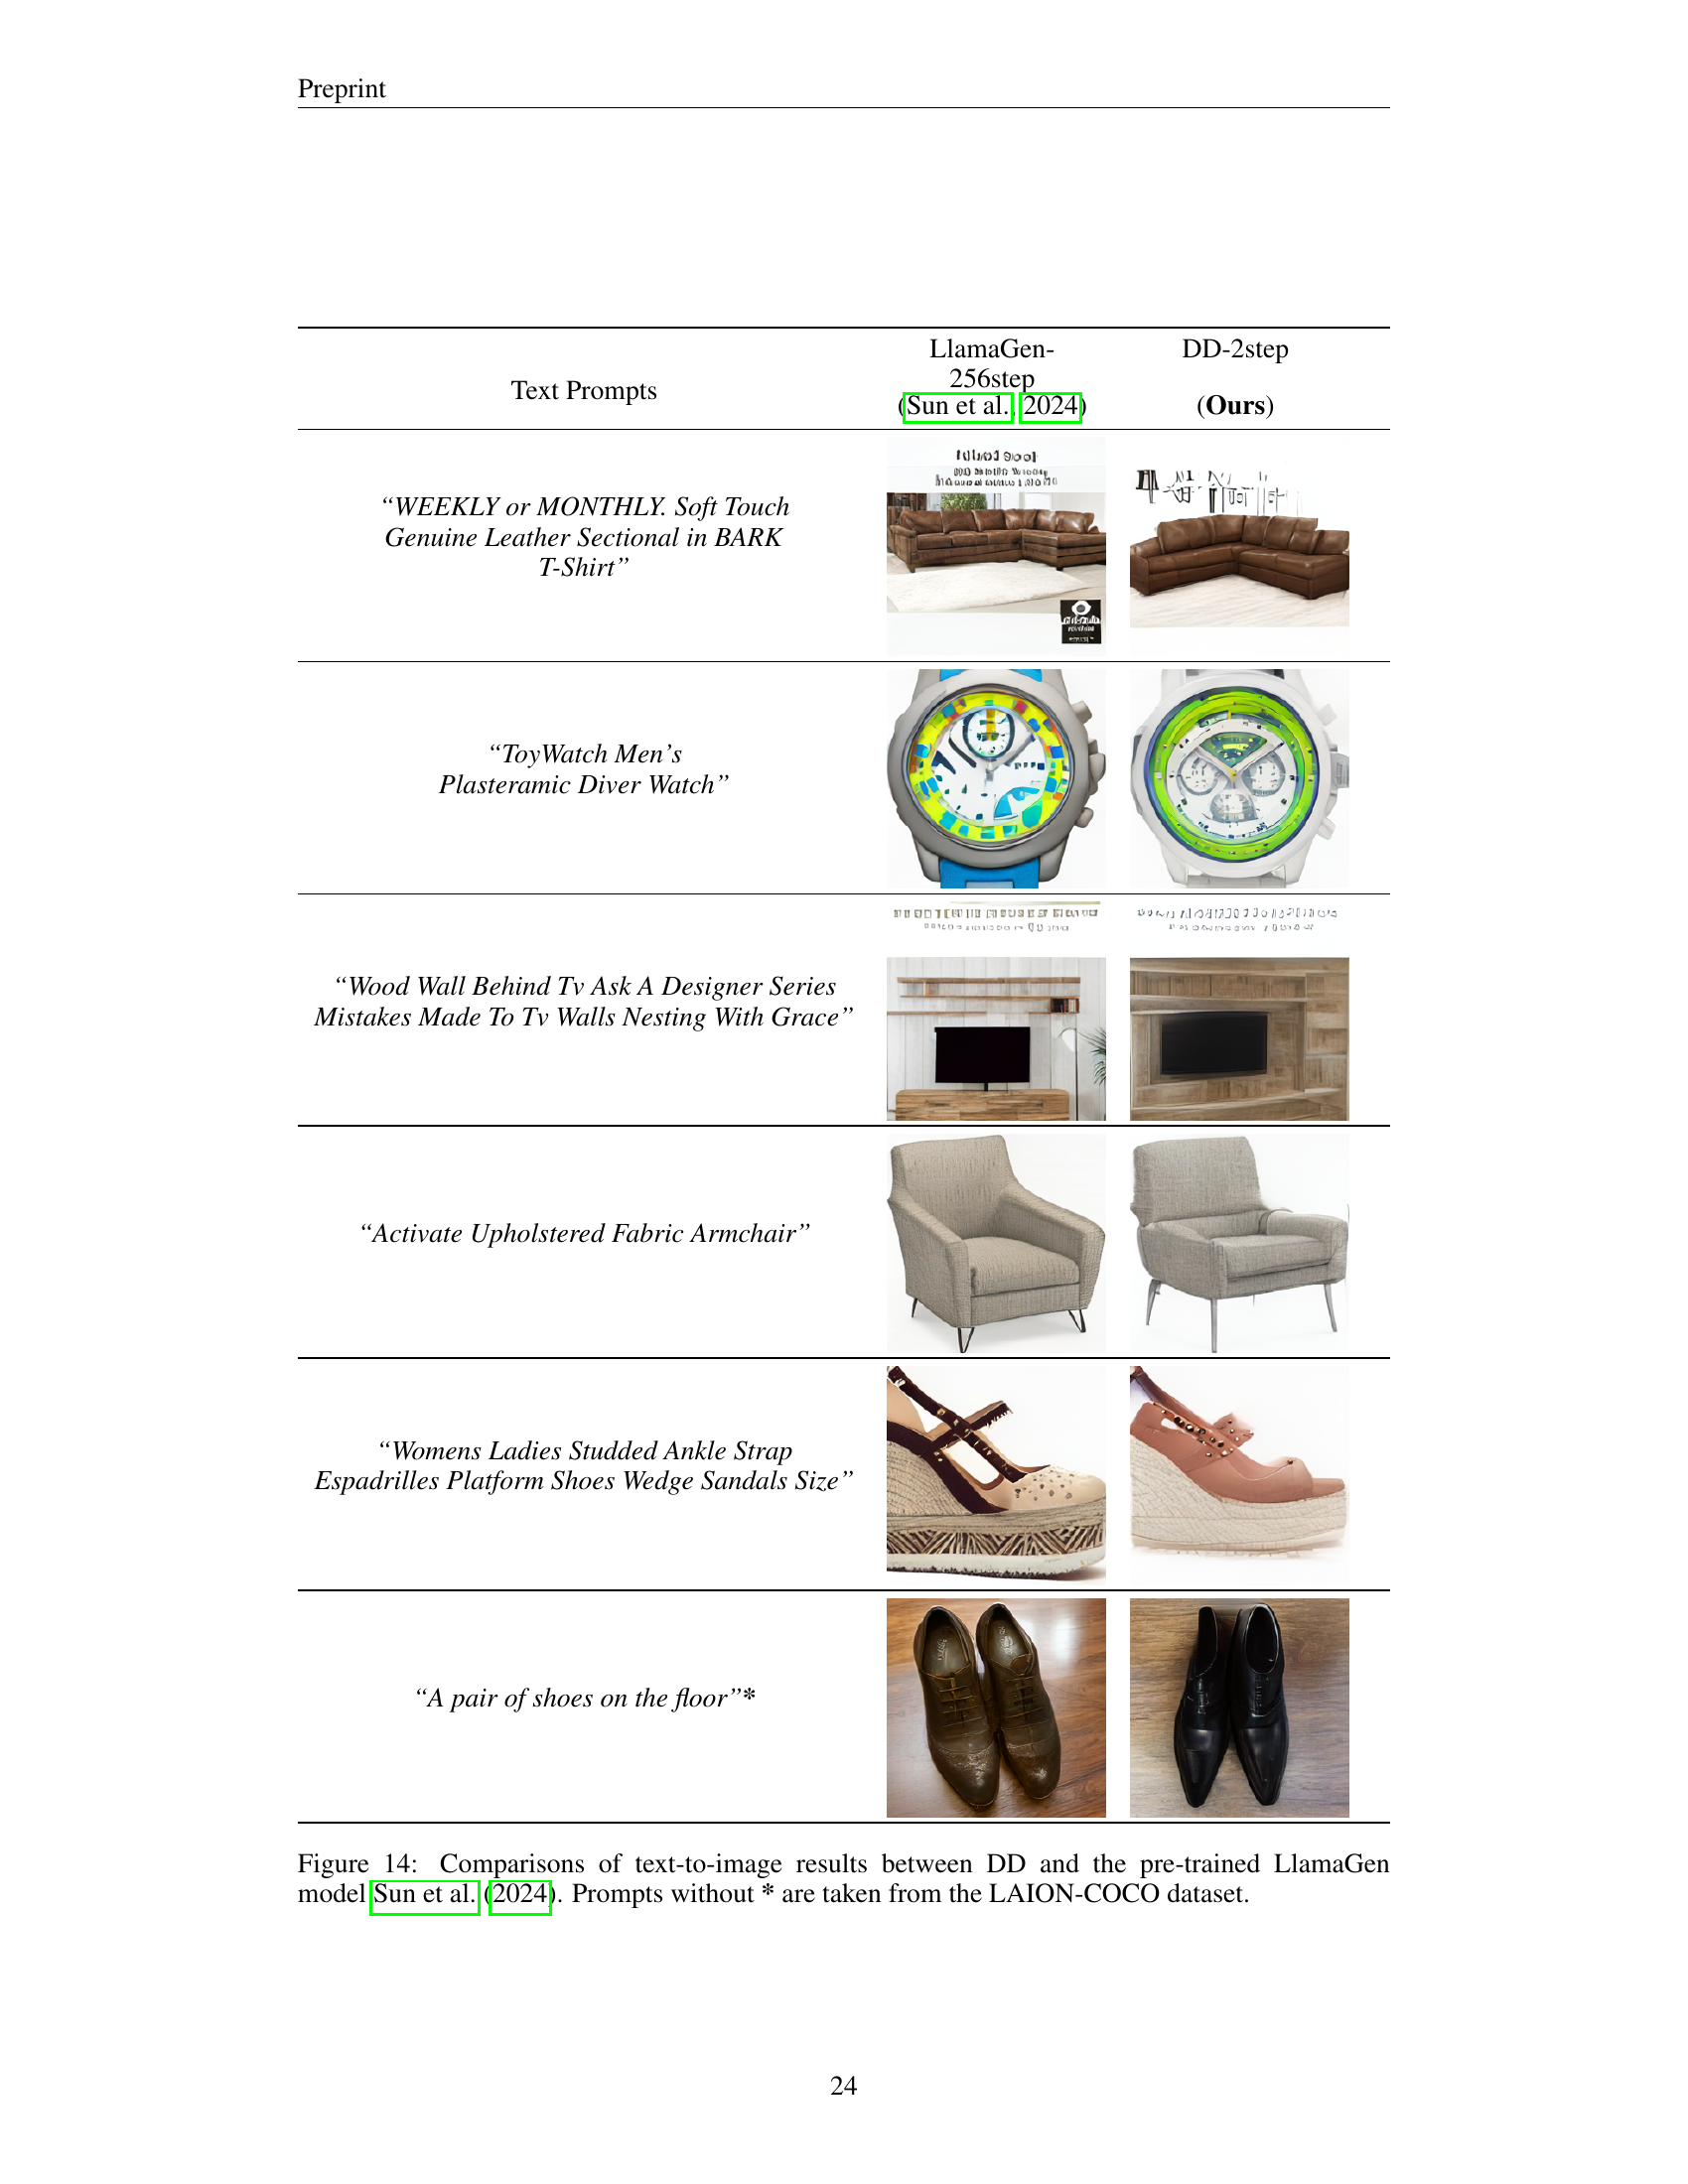 Preprint
Text Prompts
LlamaGen-
256step
(Sun et al., 2024)
DD-2step
(Ours)
“WEEKLY or MONTHLY. Soft Touch
Genuine Leather Sectional in BARK
T-Shirt”
“ToyWatch Men’s
Plasteramic Diver Watch”
“Wood Wall Behind Tv Ask A Designer Series
Mistakes Made To Tv Walls Nesting With Grace”
“Activate Upholstered Fabric Armchair”
“Womens Ladies Studded Ankle Strap
Espadrilles Platform Shoes Wedge Sandals Size”
“A pair of shoes on the floor”*
Figure 14: Comparisons of text-to-image results between DD and the pre-trained LlamaGen
model Sun et al. (2024). Prompts without * are taken from the LAION-COCO dataset.
24